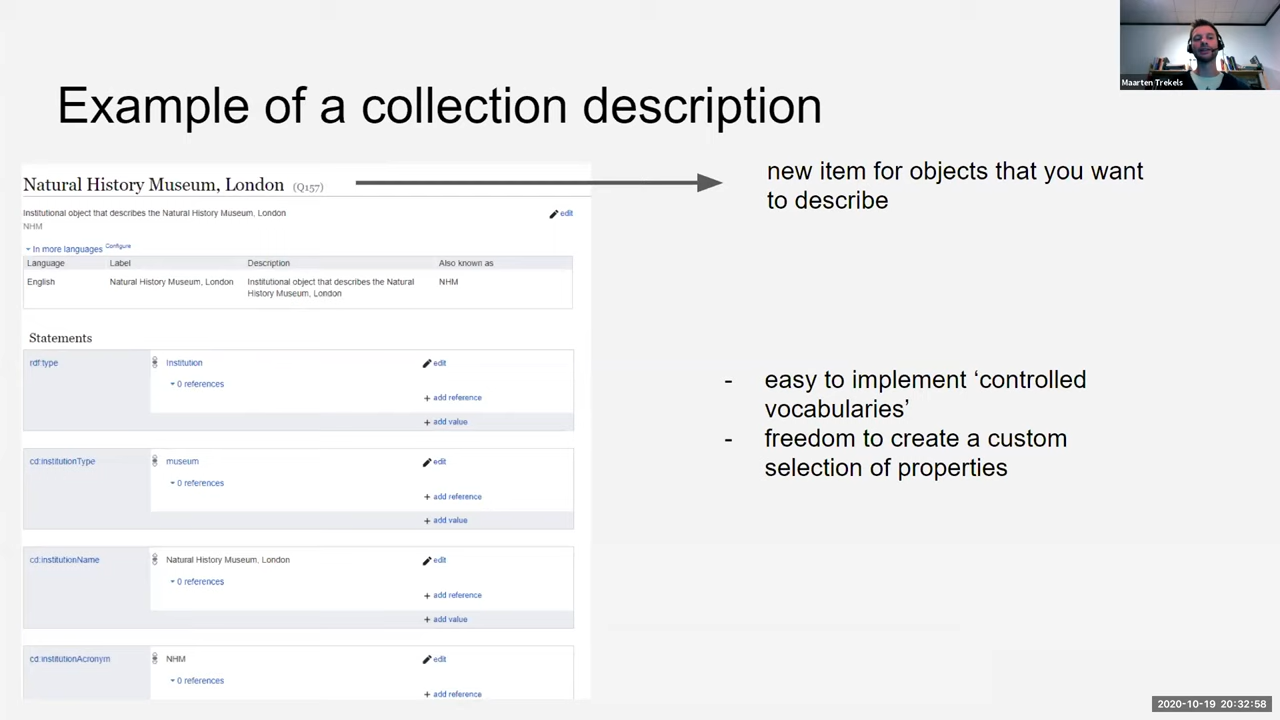 Maarten Trekels
Example of a collection description
Natural History Museum, London (Q157)
Institutional object that describes the Natural History Museum, London
edit
NHM
In more languages Configure
Language Label Description Also known as
English Natural History Museum, London Institutional object that describes the Natural NHM
History Museum, London
Statements
rdf:type Institution edit
0 references
+ add reference
+ add value
cd:institutionType museum edit
0 references
+ add reference
+ add value
cd:institutionName Natural History Museum, London edit
0 references
+ add reference
+ add value
cd:institutionAcronym NHM edit
0 references
+ add reference
new item for objects that you want
to describe
- easy to implement ‘controlled
vocabularies’
- freedom to create a custom
selection of properties
2020-10-19 20:32:58